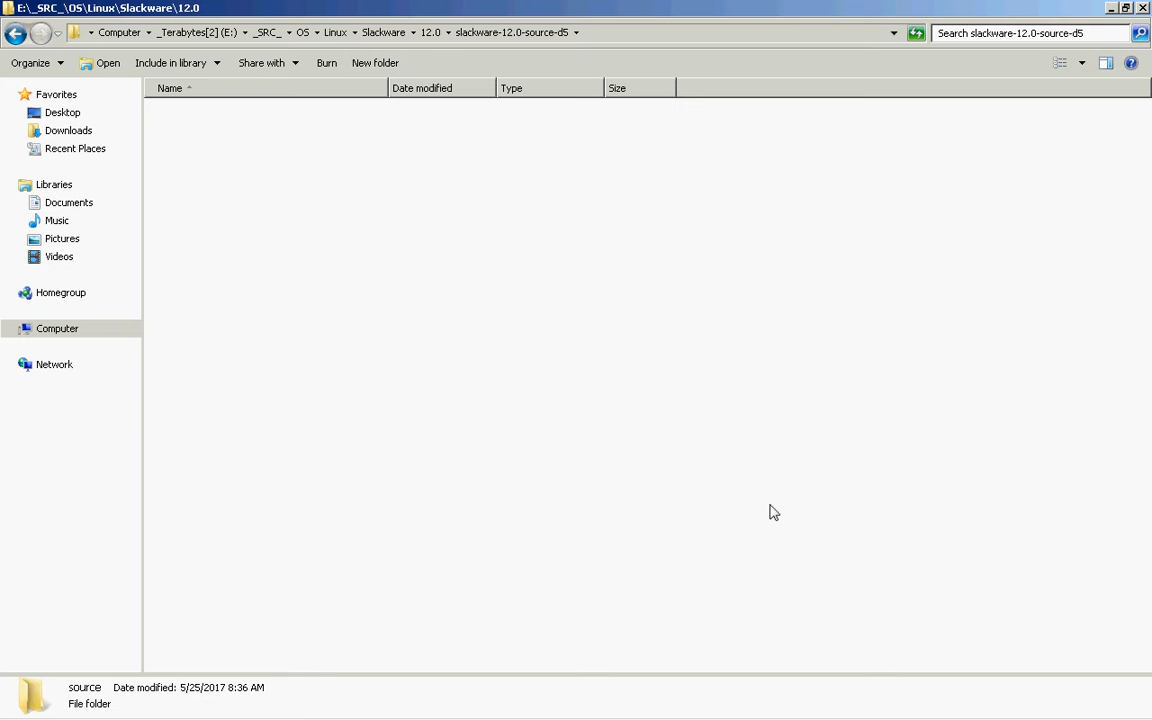 E:\_SRC_\OS\Linux\Slackware\12.0
Computer _Terabytes[2] (E:) _SRC_ OS Linux Slackware 12.0 slackware-12.0-source-d5 Search slackware-12.0-source-d5
Organize Open Include in library Share with Burn New folder
Name Date modified Type Size
Favorites
Desktop
Downloads
Recent Places
Libraries
Documents
Music
Pictures
Videos
Homegroup
Computer
Network
source Date modified: 5/25/2017 8:36 AM
File folder